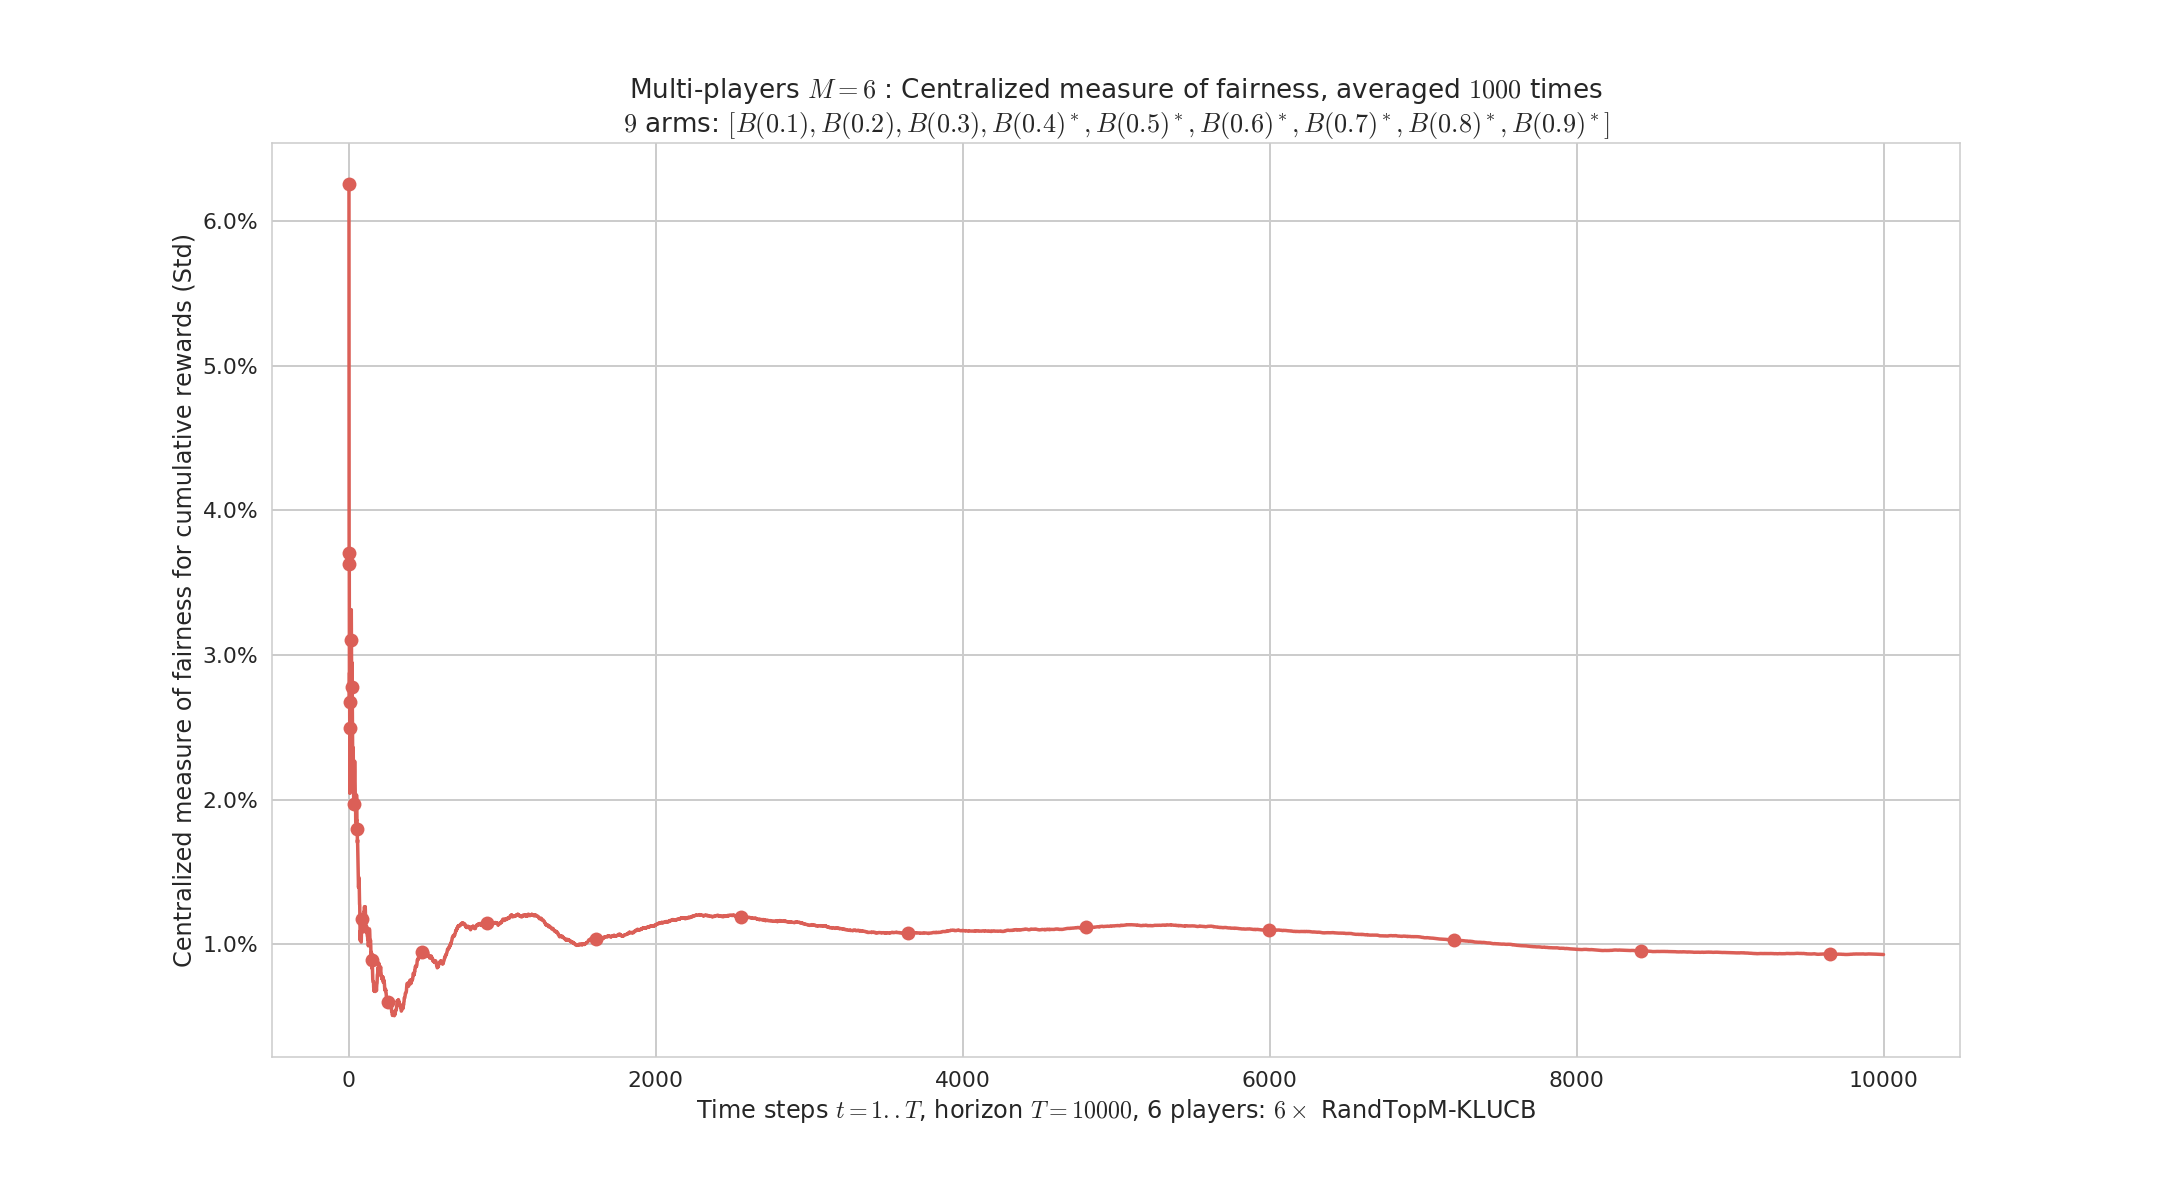 Multi-players M = 6 : Centralized measure of fairness, averaged 1000 times
9 arms: [B(0.1), B(0.2), B(0.3), B(0.4)*, B(0.5)*, B(0.6)*, B(0.7)*, B(0.8)*, B(0.9)*]
Centralized measure of fairness for cumulative rewards (Std)
6.0%
5.0%
4.0%
3.0%
2.0%
1.0%
0 2000 4000 6000 8000 10000
Time steps t = 1..T, horizon T = 10000, 6 players: 6× RandTopM-KLUCB